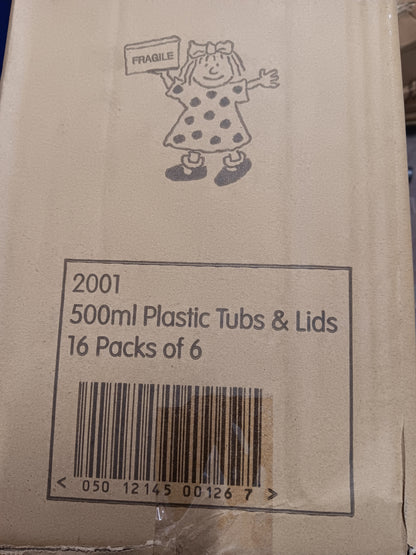 FRAGILE
2001
500ml Plastic Tubs & Lids
16 Packs of 6
< 050 12145 00126 7 >